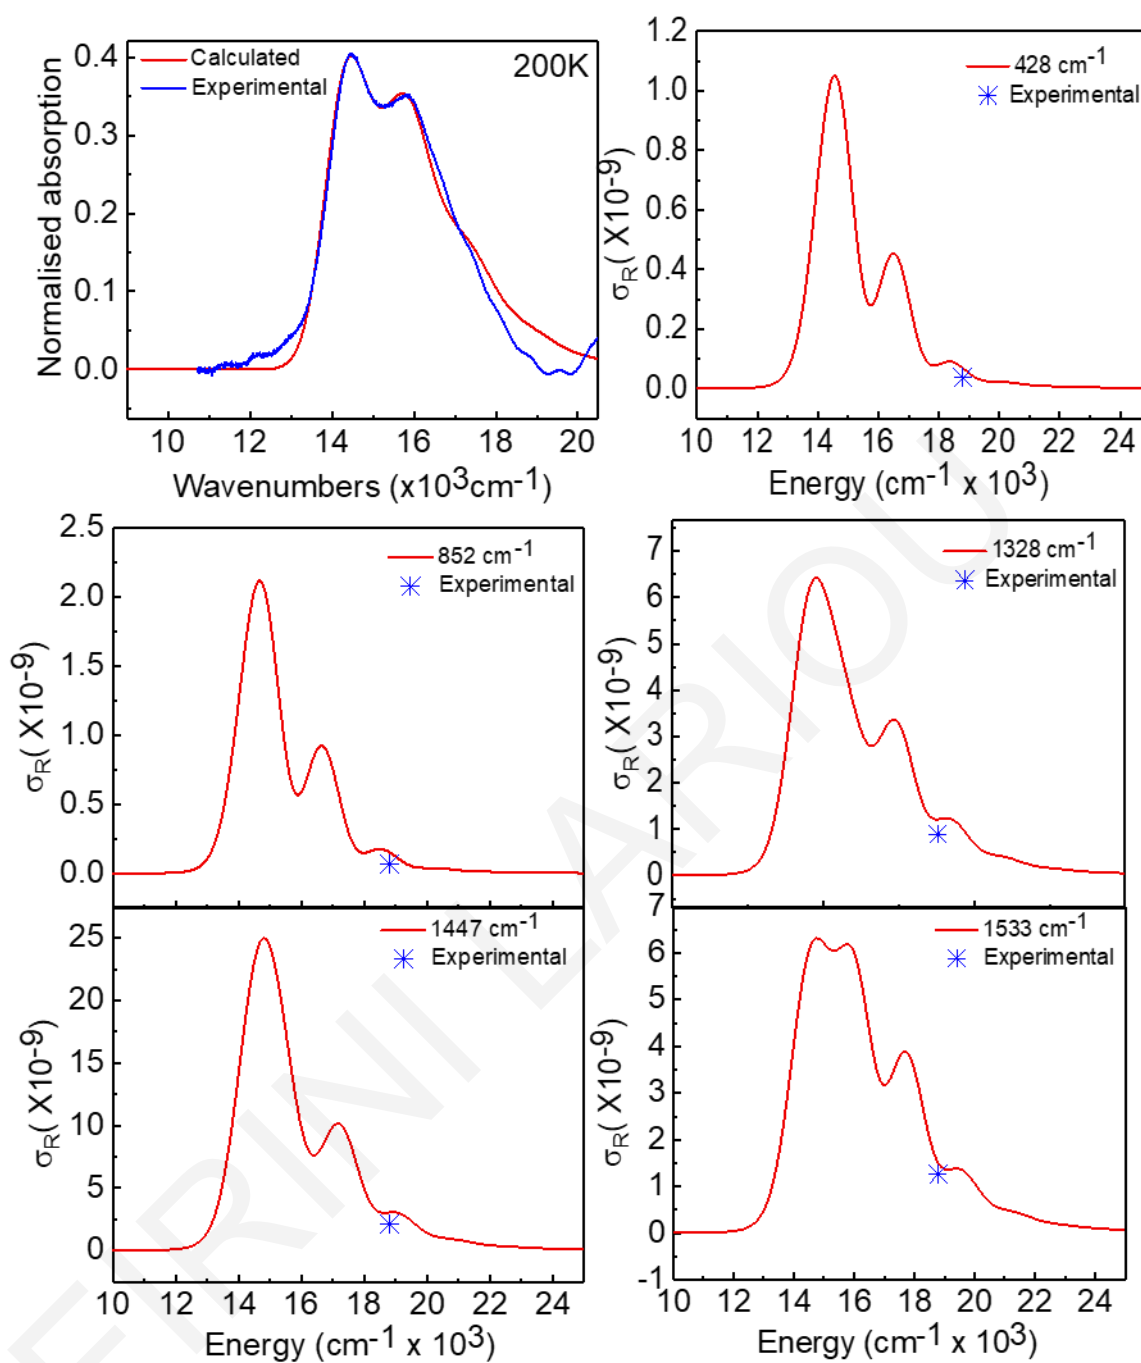 Calculated
Experimental
200K
0.4
0.3
0.2
0.1
0.0
Normalised absorption
10 12 14 16 18 20
Wavenumbers (x10³cm⁻¹)
428 cm⁻¹
Experimental
1.2
1.0
0.8
0.6
0.4
0.2
0.0
σR( X10-9)
10 12 14 16 18 20 22 24
Energy (cm⁻¹ x 10³)
852 cm⁻¹
Experimental
2.5
2.0
1.5
1.0
0.5
0.0
σR( X10-9)
1328 cm⁻¹
Experimental
7
6
5
4
3
2
1
0
σR( X10-9)
1447 cm⁻¹
Experimental
25
20
15
10
5
0
σR( X10-9)
10 12 14 16 18 20 22 24
Energy (cm⁻¹ x 10³)
1533 cm⁻¹
Experimental
7
6
5
4
3
2
1
0
-1
σR( X10-9)
10 12 14 16 18 20 22 24
Energy (cm⁻¹ x 10³)
EIRINI LARIOU